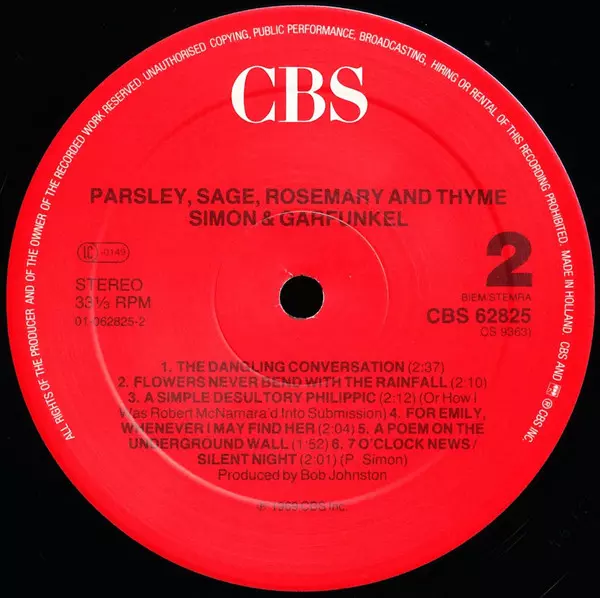 ALL RIGHTS OF THE PRODUCER AND OF THE OWNER OF THE RECORDED WORK RESERVED. UNAUTHORISED COPYING, PUBLIC PERFORMANCE, BROADCASTING, HIRING OR RENTAL OF THIS RECORDING PROHIBITED. MADE IN HOLLAND. CBS AND ARE ® CBS INC.
CBS
PARSLEY, SAGE, ROSEMARY AND THYME
SIMON & GARFUNKEL
LC 0149
STEREO
33⅓ RPM
01-062825-2
2
BIEM/STEMRA
CBS 62825
(CS 9363)
1. THE DANGLING CONVERSATION (2:37)
2. FLOWERS NEVER BEND WITH THE RAINFALL (2:10)
3. A SIMPLE DESULTORY PHILIPPIC (2:12) (Or How I
Was Robert McNamara'd Into Submission) 4. FOR EMILY,
WHENEVER I MAY FIND HER (2:04) 5. A POEM ON THE
UNDERGROUND WALL (1:52) 6. 7 O'CLOCK NEWS/
SILENT NIGHT (2:01) (P. Simon)
Produced by Bob Johnston
℗ CBS Inc.